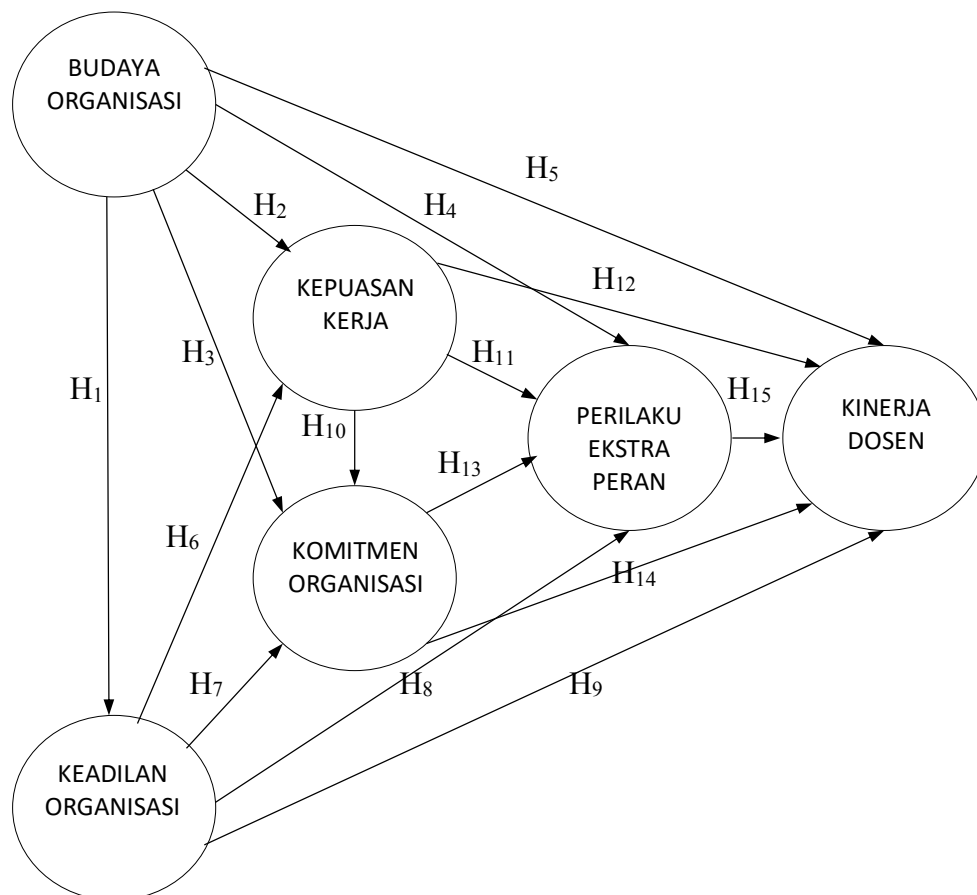 BUDAYA
ORGANISASI
H5
H2
H4
H12
KEPUASAN
KERJA
H3
H11
H1
H15
PERILAKU
EKSTRA
PERAN
KINERJA
DOSEN
H10
H13
H6
KOMITMEN
ORGANISASI
H14
H7
H8
H9
KEADILAN
ORGANISASI